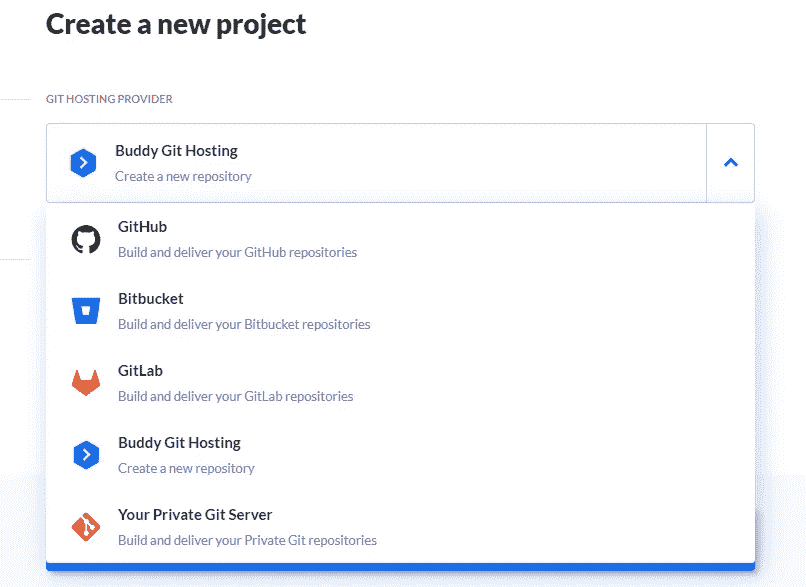 Create a new project
GIT HOSTING PROVIDER
Buddy Git Hosting
Create a new repository
GitHub
Build and deliver your GitHub repositories
Bitbucket
Build and deliver your Bitbucket repositories
GitLab
Build and deliver your GitLab repositories
Buddy Git Hosting
Create a new repository
Your Private Git Server
Build and deliver your Private Git repositories